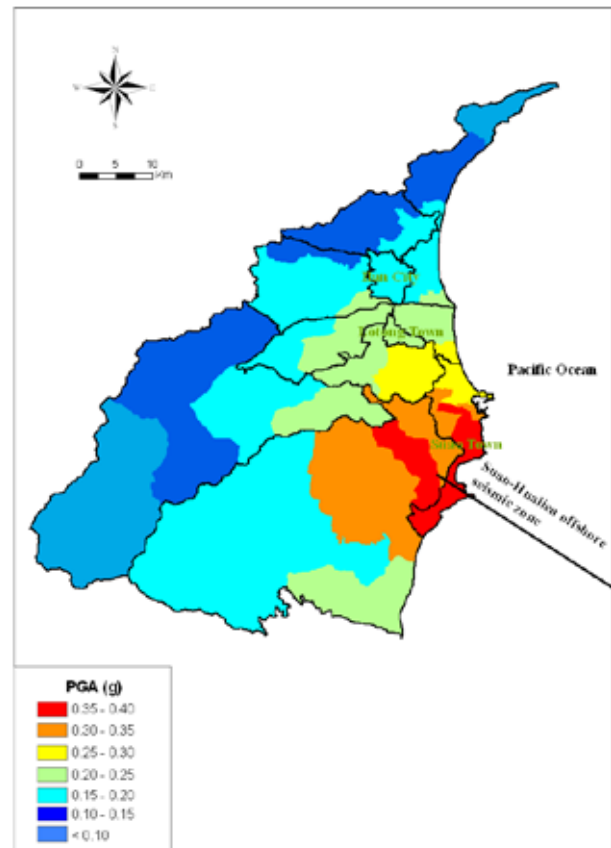 N
W
S
0 5 10
Km
Ilan City
Lotong Town
Pacific Ocean
Suao Town
Suao-Hualien offshore
seismic zone
PGA (g)
0.35 - 0.40
0.30 - 0.35
0.25 - 0.30
0.20 - 0.25
0.15 - 0.20
0.10 - 0.15
< 0.10